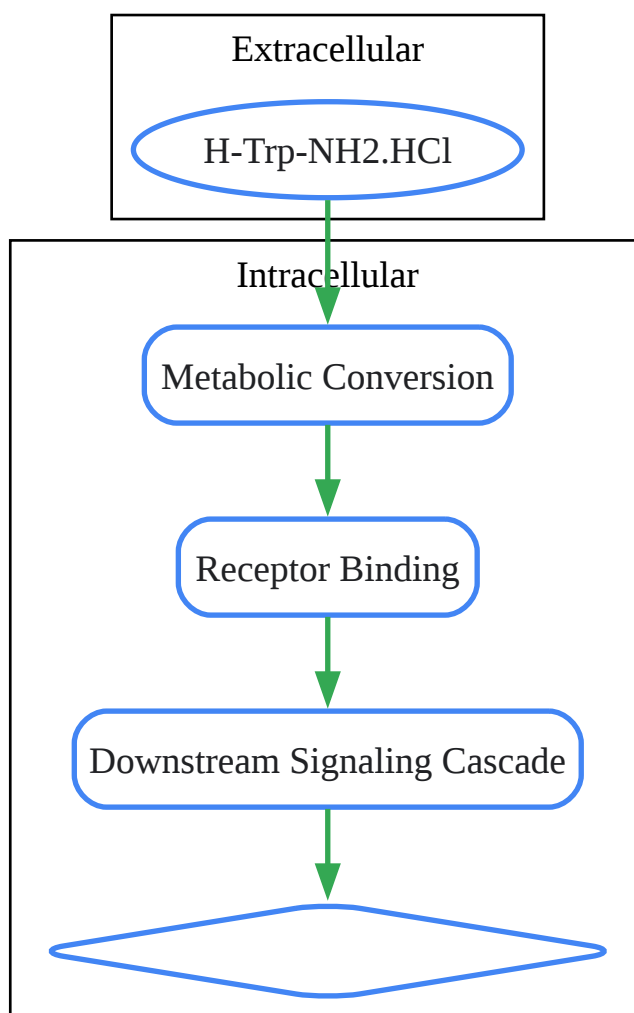 Extracellular
H-Trp-NH2.HCl
Intracellular
Metabolic Conversion
Receptor Binding
Downstream Signaling Cascade